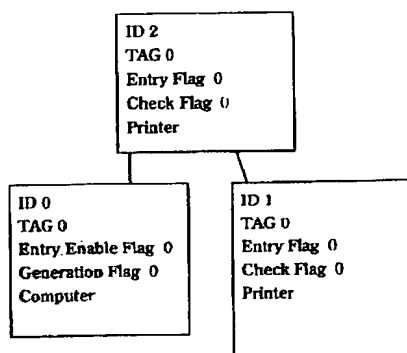 ID 2
TAG 0
Entry Flag 0
Check Flag 0
Printer
ID 0
TAG 0
Entry Enable Flag 0
Generation Flag 0
Computer
ID 1
TAG 0
Entry Flag 0
Check Flag 0
Printer